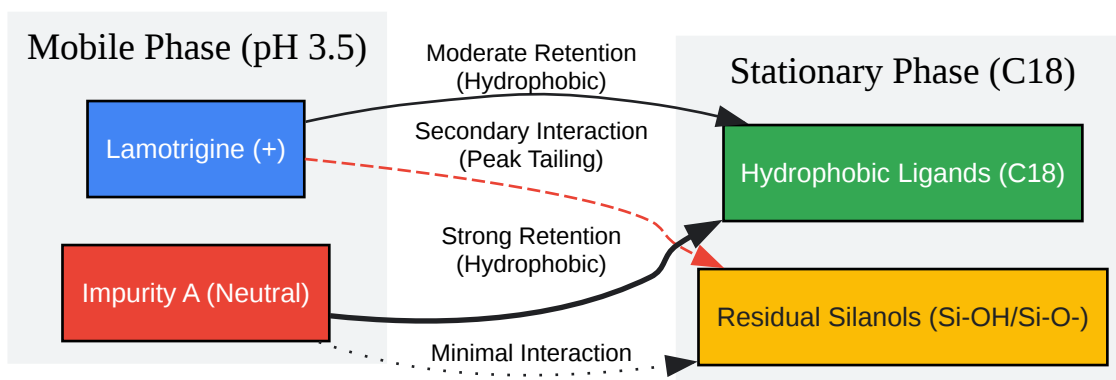 Mobile Phase (pH 3.5)
Lamotrigine (+)
Impurity A (Neutral)
Moderate Retention
(Hydrophobic)
Secondary Interaction
(Peak Tailing)
Strong Retention
(Hydrophobic)
Minimal Interaction
Stationary Phase (C18)
Hydrophobic Ligands (C18)
Residual Silanols (Si-OH/Si-O-)